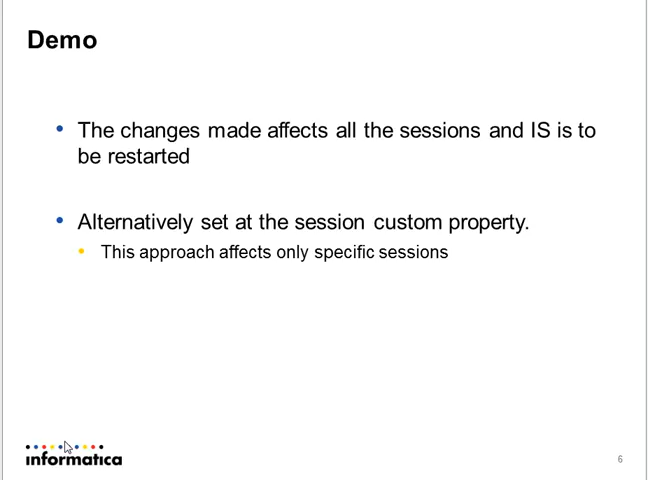 Demo
The changes made affects all the sessions and IS is to
be restarted
Alternatively set at the session custom property.
This approach affects only specific sessions
informatica
6